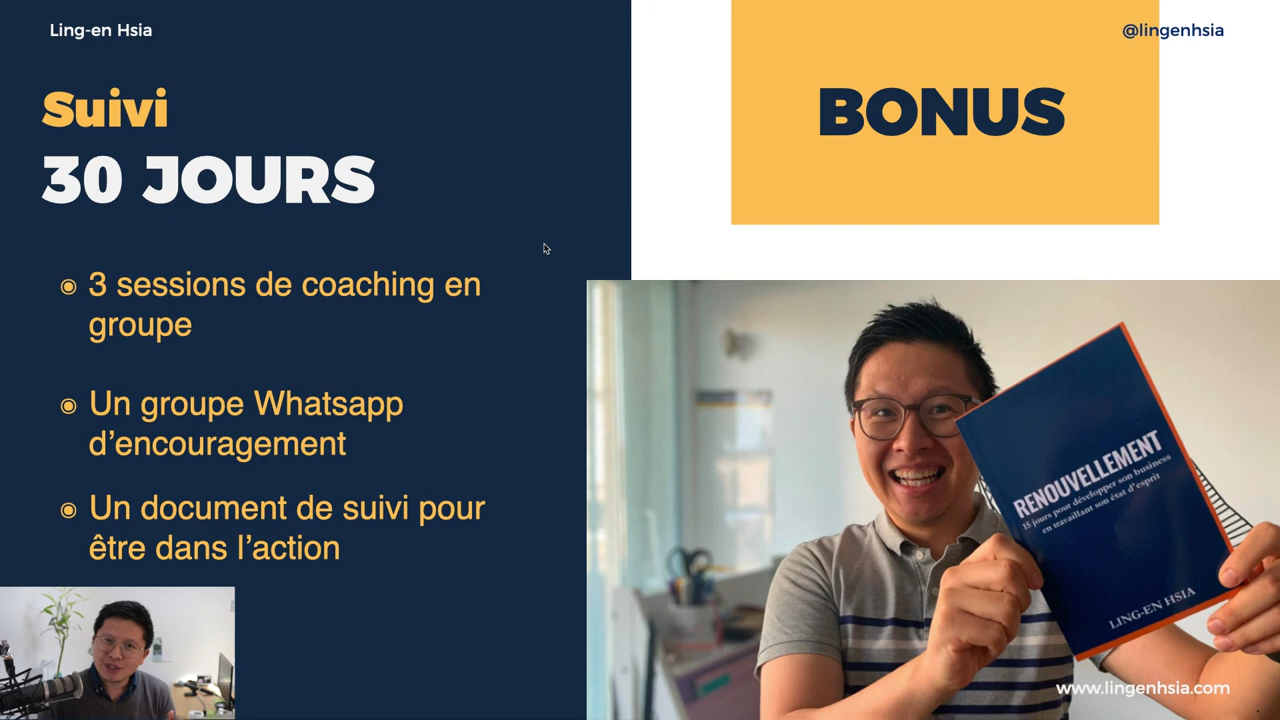 Ling-en Hsia
@lingenhsia
Suivi
30 JOURS
BONUS
3 sessions de coaching en
groupe
Un groupe Whatsapp
d’encouragement
Un document de suivi pour
être dans l’action
RENOUVELLEMENT
15 jours pour développer son business
en travaillant son état d'esprit
LING-EN HSIA
www.lingenhsia.com